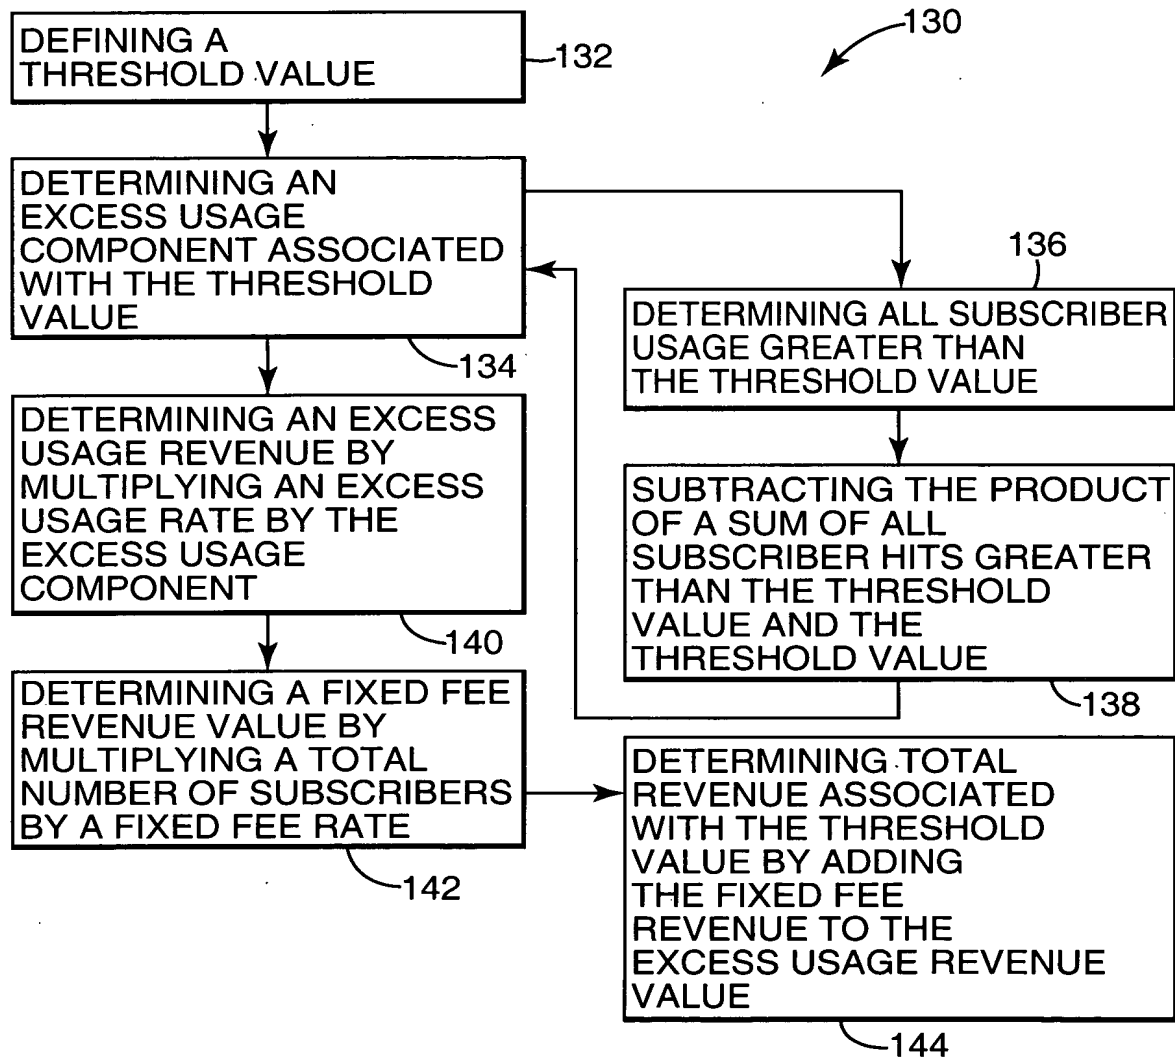 130
DEFINING A
THRESHOLD VALUE
132
DETERMINING AN
EXCESS USAGE
COMPONENT ASSOCIATED
WITH THE THRESHOLD
VALUE
134
136
DETERMINING ALL SUBSCRIBER
USAGE GREATER THAN
THE THRESHOLD VALUE
SUBTRACTING THE PRODUCT
OF A SUM OF ALL
SUBSCRIBER HITS GREATER
THAN THE THRESHOLD
VALUE AND THE
THRESHOLD VALUE
138
DETERMINING AN EXCESS
USAGE REVENUE BY
MULTIPLYING AN EXCESS
USAGE RATE BY THE
EXCESS USAGE
COMPONENT
140
DETERMINING A FIXED FEE
REVENUE VALUE BY
MULTIPLYING A TOTAL
NUMBER OF SUBSCRIBERS
BY A FIXED FEE RATE
142
DETERMINING TOTAL
REVENUE ASSOCIATED
WITH THE THRESHOLD
VALUE BY ADDING
THE FIXED FEE
REVENUE TO THE
EXCESS USAGE REVENUE
VALUE
144